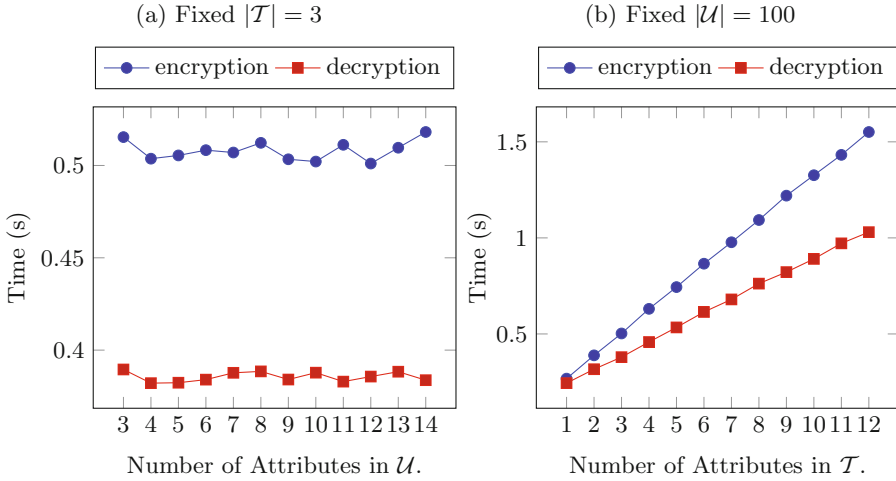 (a) Fixed |𝒯| = 3
encryption decryption
0.5
0.45
0.4
Time (s)
3 4 5 6 7 8 9 10 11 12 13 14
Number of Attributes in 𝒰.
(b) Fixed |𝒰| = 100
encryption decryption
1.5
1
0.5
Time (s)
1 2 3 4 5 6 7 8 9 10 11 12
Number of Attributes in 𝒯.